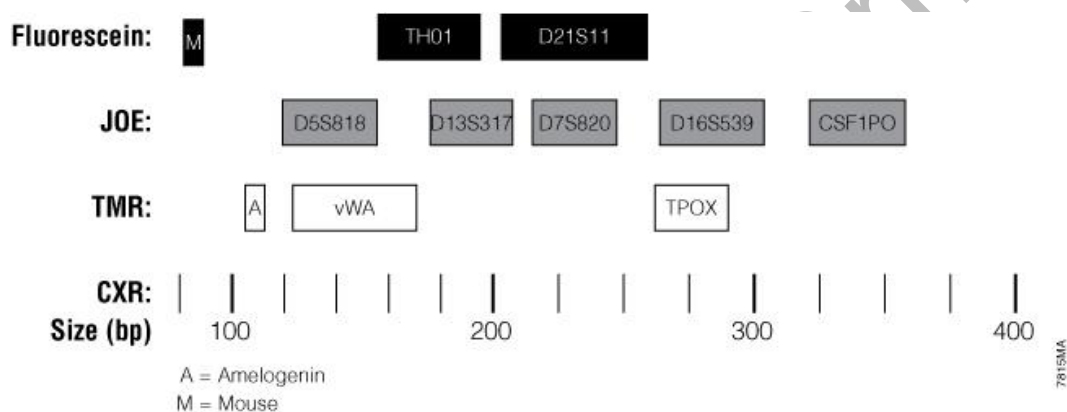 Fluorescein: M TH01 D21S11
JOE: D5S818 D13S317 D7S820 D16S539 CSF1PO
TMR: A vWA TPOX
CXR:
Size (bp) 100 200 300 400
A = Amelogenin
M = Mouse
7815MA